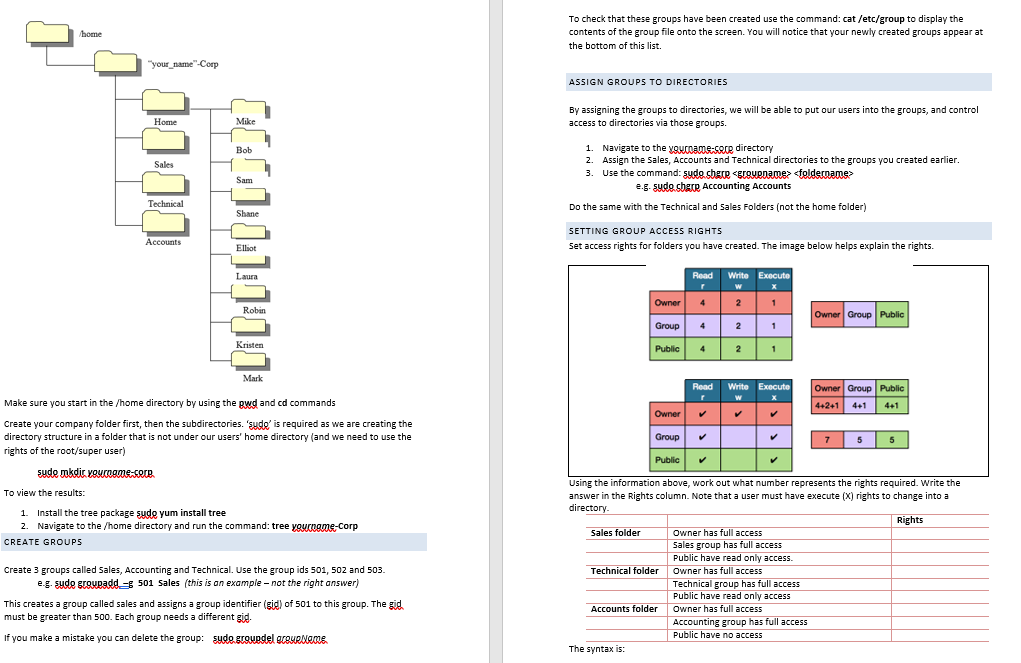 /home
"your_name"-Corp
Home
Sales
Technical
Accounts
Mike
Bob
Sam
Shane
Elliot
Laura
Robin
Kristen
Mark
Make sure you start in the /home directory by using the pwd and cd commands
Create your company folder first, then the subdirectories. 'sudo' is required as we are creating the
directory structure in a folder that is not under our users' home directory (and we need to use the
rights of the root/super user)
sudo mkdir yourname-corp
To view the results:
1. Install the tree package sudo yum install tree
2. Navigate to the /home directory and run the command: tree yourname-Corp
CREATE GROUPS
Create 3 groups called Sales, Accounting and Technical. Use the group ids 501, 502 and 503.
e.g. sudo groupadd –g 501 Sales (this is an example – not the right answer)
This creates a group called sales and assigns a group identifier (gid) of 501 to this group. The gid
must be greater than 500. Each group needs a different gid.
If you make a mistake you can delete the group: sudo groupdel groupName
To check that these groups have been created use the command: cat /etc/group to display the
contents of the group file onto the screen. You will notice that your newly created groups appear at
the bottom of this list.
ASSIGN GROUPS TO DIRECTORIES
By assigning the groups to directories, we will be able to put our users into the groups, and control
access to directories via those groups.
1. Navigate to the yourname-corp directory
2. Assign the Sales, Accounts and Technical directories to the groups you created earlier.
3. Use the command: sudo chgrp <groupname> <foldername>
e.g. sudo chgrp Accounting Accounts
Do the same with the Technical and Sales Folders (not the home folder)
SETTING GROUP ACCESS RIGHTS
Set access rights for folders you have created. The image below helps explain the rights.
Read Write Execute
r w x
Owner 4 2 1
Group 4 2 1
Public 4 2 1
Owner Group Public
Read Write Execute
r w x
Owner ✔ ✔ ✔
Group ✔ ✔
Public ✔ ✔
Owner Group Public
4+2+1 4+1 4+1
7 5 5
Using the information above, work out what number represents the rights required. Write the
answer in the Rights column. Note that a user must have execute (X) rights to change into a
directory.
Rights
Sales folder Owner has full access
Sales group has full access
Public have read only access.
Technical folder Owner has full access
Technical group has full access
Public have read only access
Accounts folder Owner has full access
Accounting group has full access
Public have no access
The syntax is: